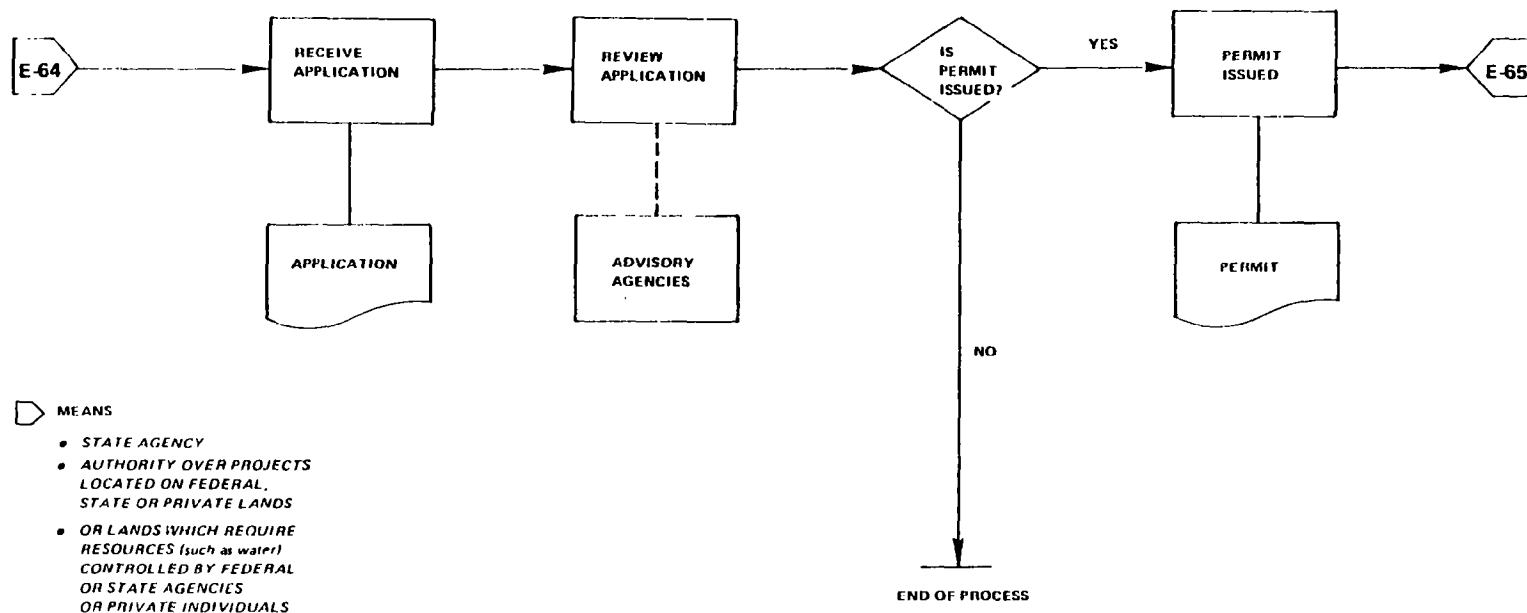 E-64
RECEIVE
APPLICATION
REVIEW
APPLICATION
IS
PERMIT
ISSUED?
YES
PERMIT
ISSUED
E-65
APPLICATION
ADVISORY
AGENCIES
PERMIT
NO
MEANS
• STATE AGENCY
• AUTHORITY OVER PROJECTS
LOCATED ON FEDERAL,
STATE OR PRIVATE LANDS
• OR LANDS WHICH REQUIRE
RESOURCES (such as water)
CONTROLLED BY FEDERAL
OR STATE AGENCIES
OR PRIVATE INDIVIDUALS
END OF PROCESS